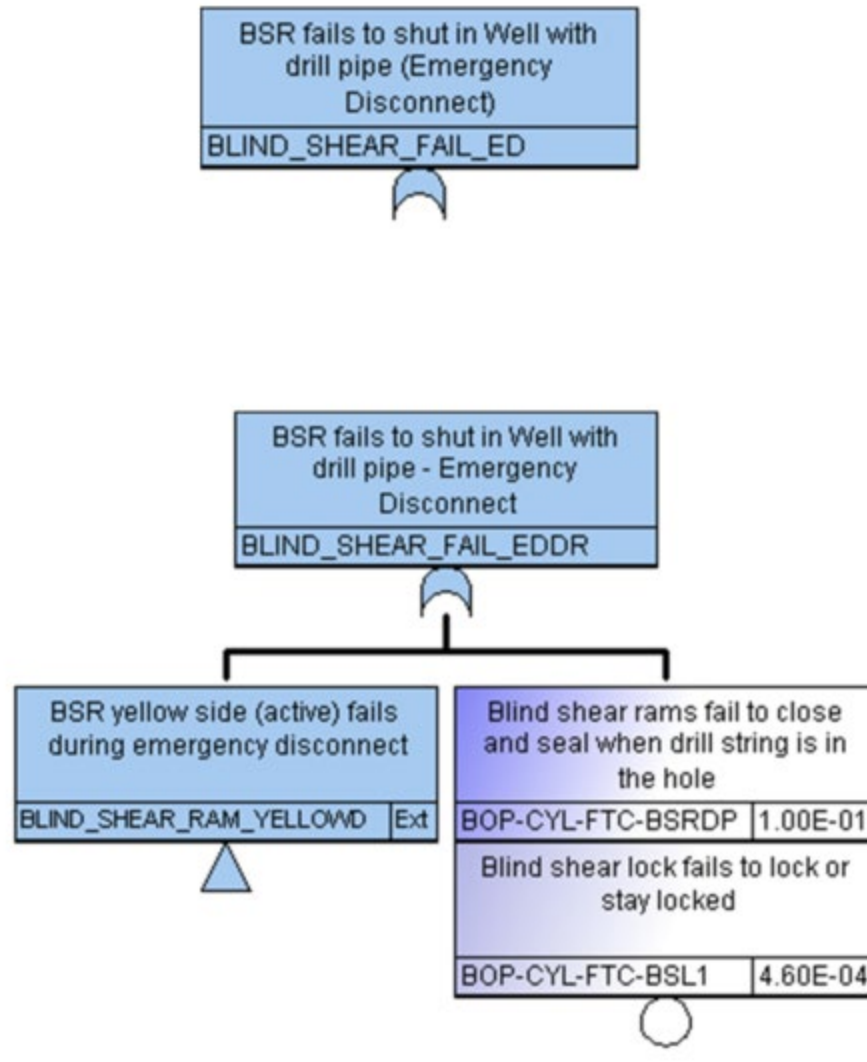 BSR fails to shut in Well with
drill pipe (Emergency
Disconnect)
BLIND_SHEAR_FAIL_ED
BSR fails to shut in Well with
drill pipe - Emergency
Disconnect
BLIND_SHEAR_FAIL_EDDR
BSR yellow side (active) fails
during emergency disconnect
BLIND_SHEAR_RAM_YELLOWD Ext
Blind shear rams fail to close
and seal when drill string is in
the hole
BOP-CYL-FTC-BSRDP 1.00E-01
Blind shear lock fails to lock or
stay locked
BOP-CYL-FTC-BSL1 4.60E-04